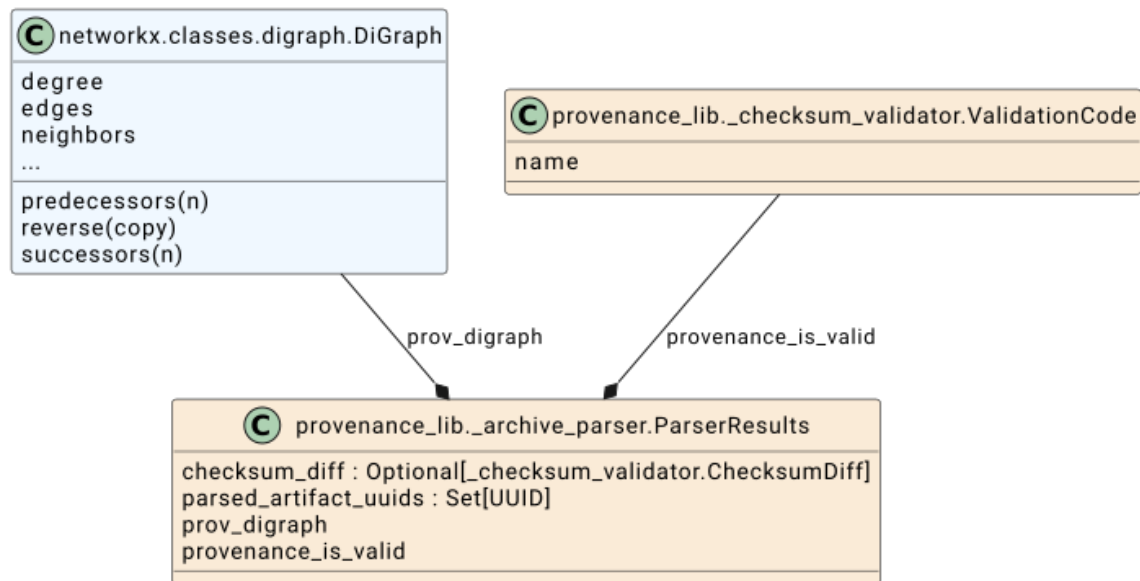 C networkx.classes.digraph.DiGraph
degree
edges
neighbors
...
predecessors(n)
reverse(copy)
successors(n)
C provenance_lib._checksum_validator.ValidationCode
name
prov_digraph
provenance_is_valid
C provenance_lib._archive_parser.ParserResults
checksum_diff : Optional[_checksum_validator.ChecksumDiff]
parsed_artifact_uuids : Set[UUID]
prov_digraph
provenance_is_valid